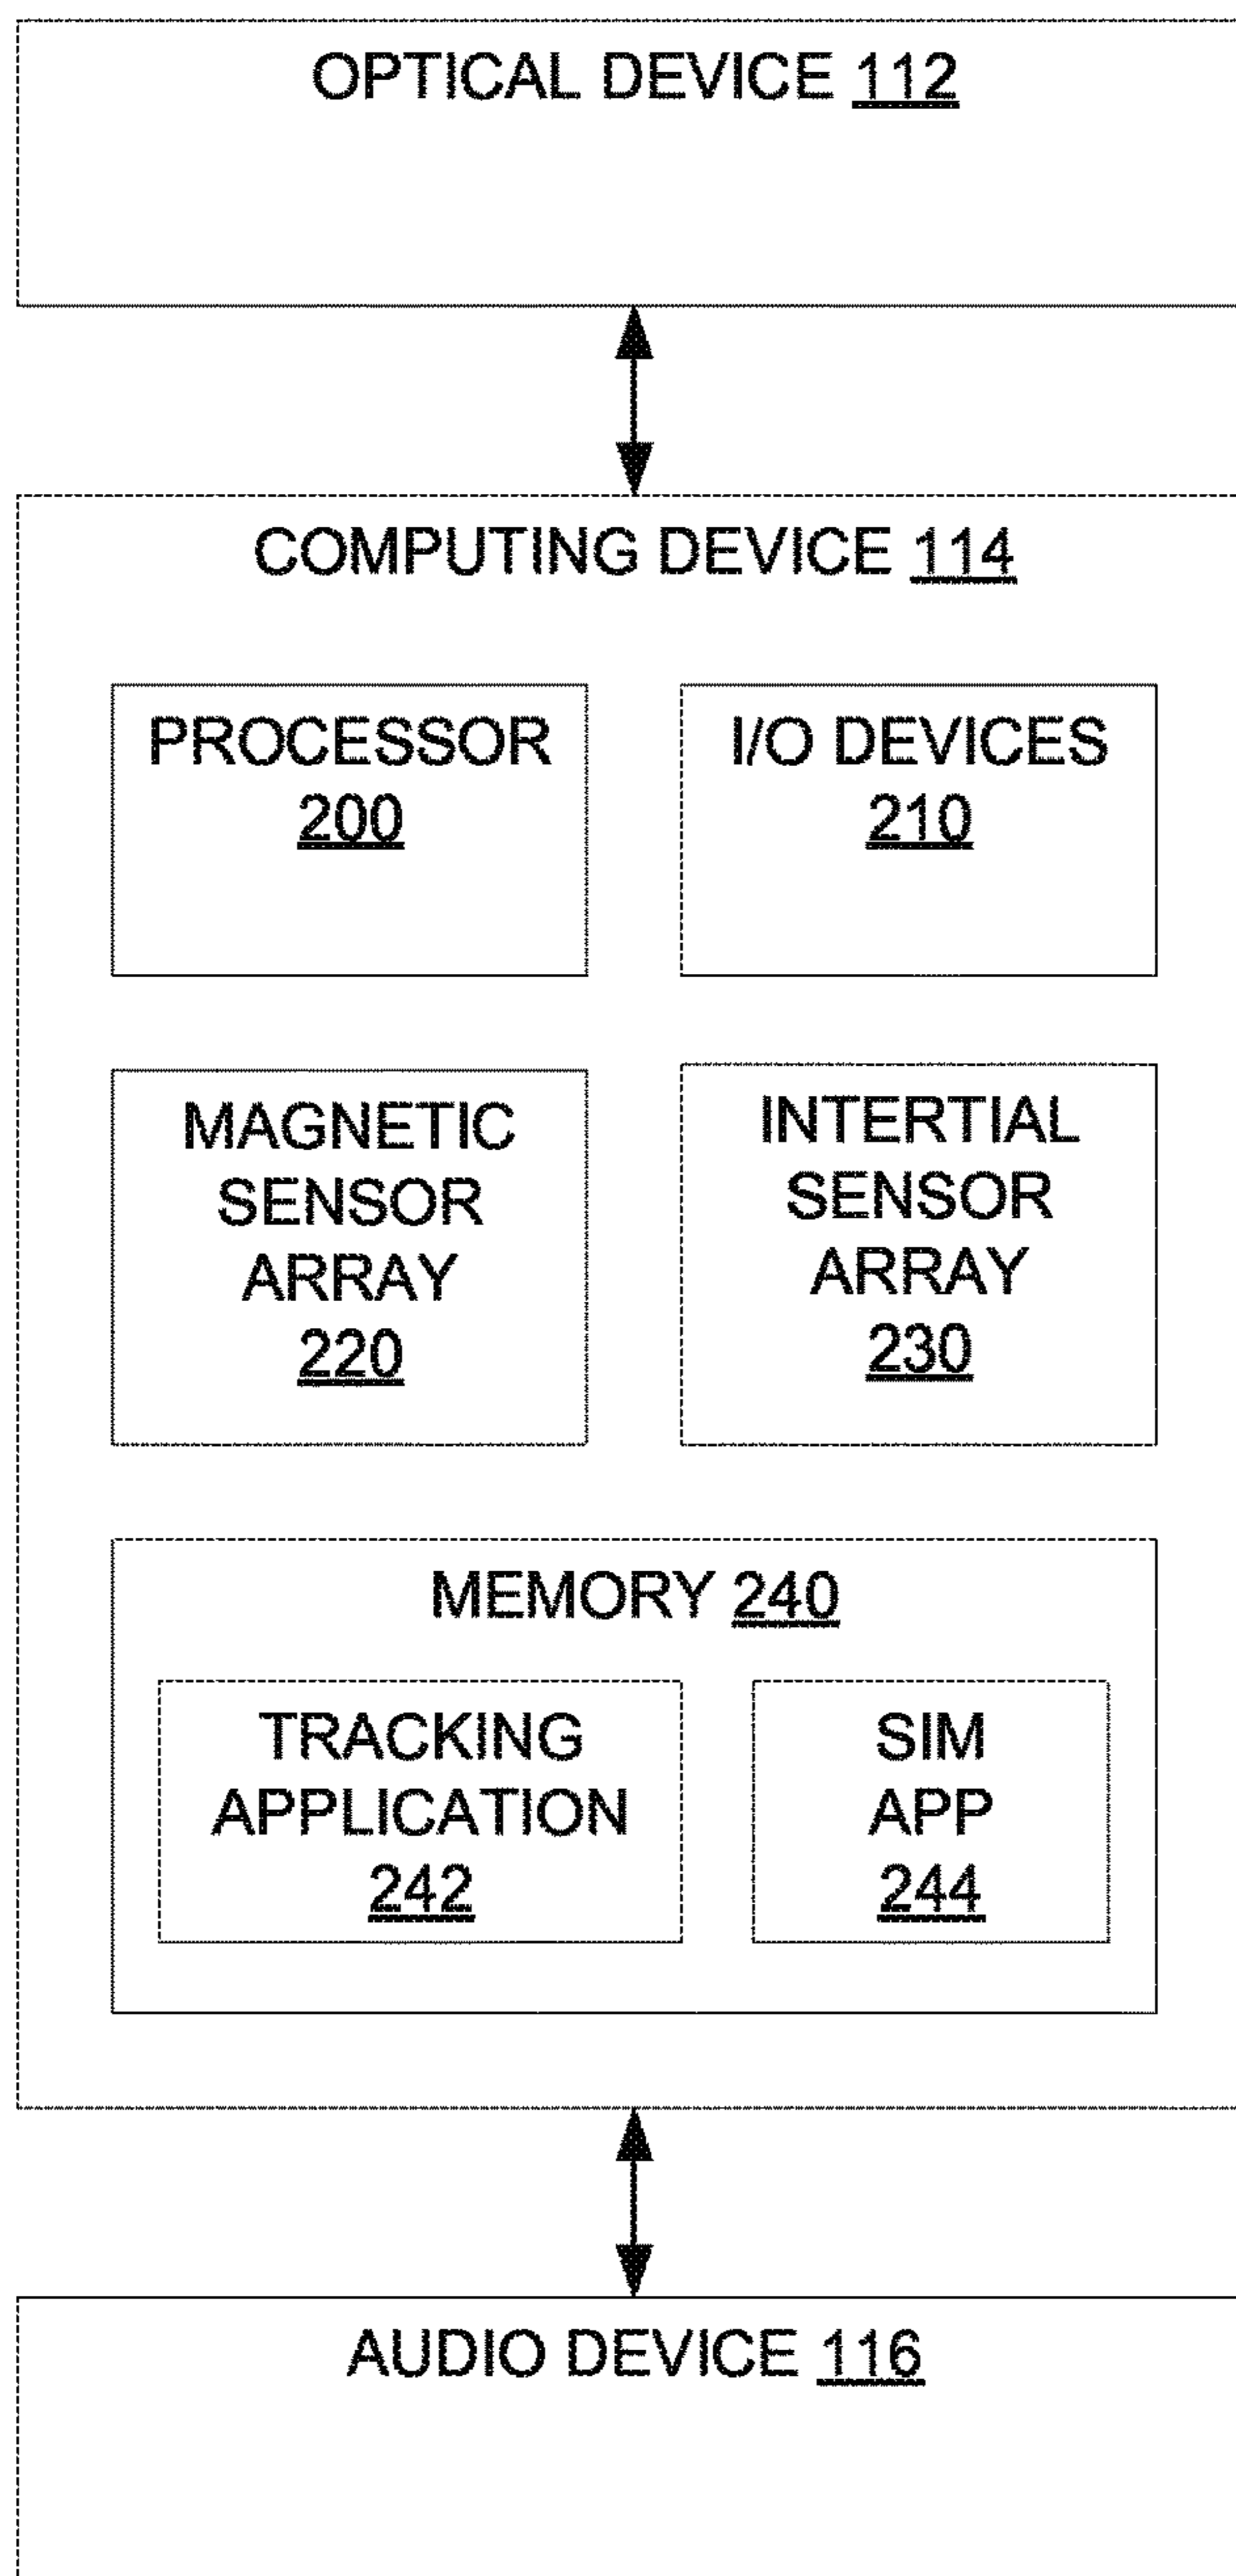 OPTICAL DEVICE 112
COMPUTING DEVICE 114
PROCESSOR
200
I/O DEVICES
210
MAGNETIC
SENSOR
ARRAY
220
INTERTIAL
SENSOR
ARRAY
230
MEMORY 240
TRACKING
APPLICATION
242
SIM
APP
244
AUDIO DEVICE 116